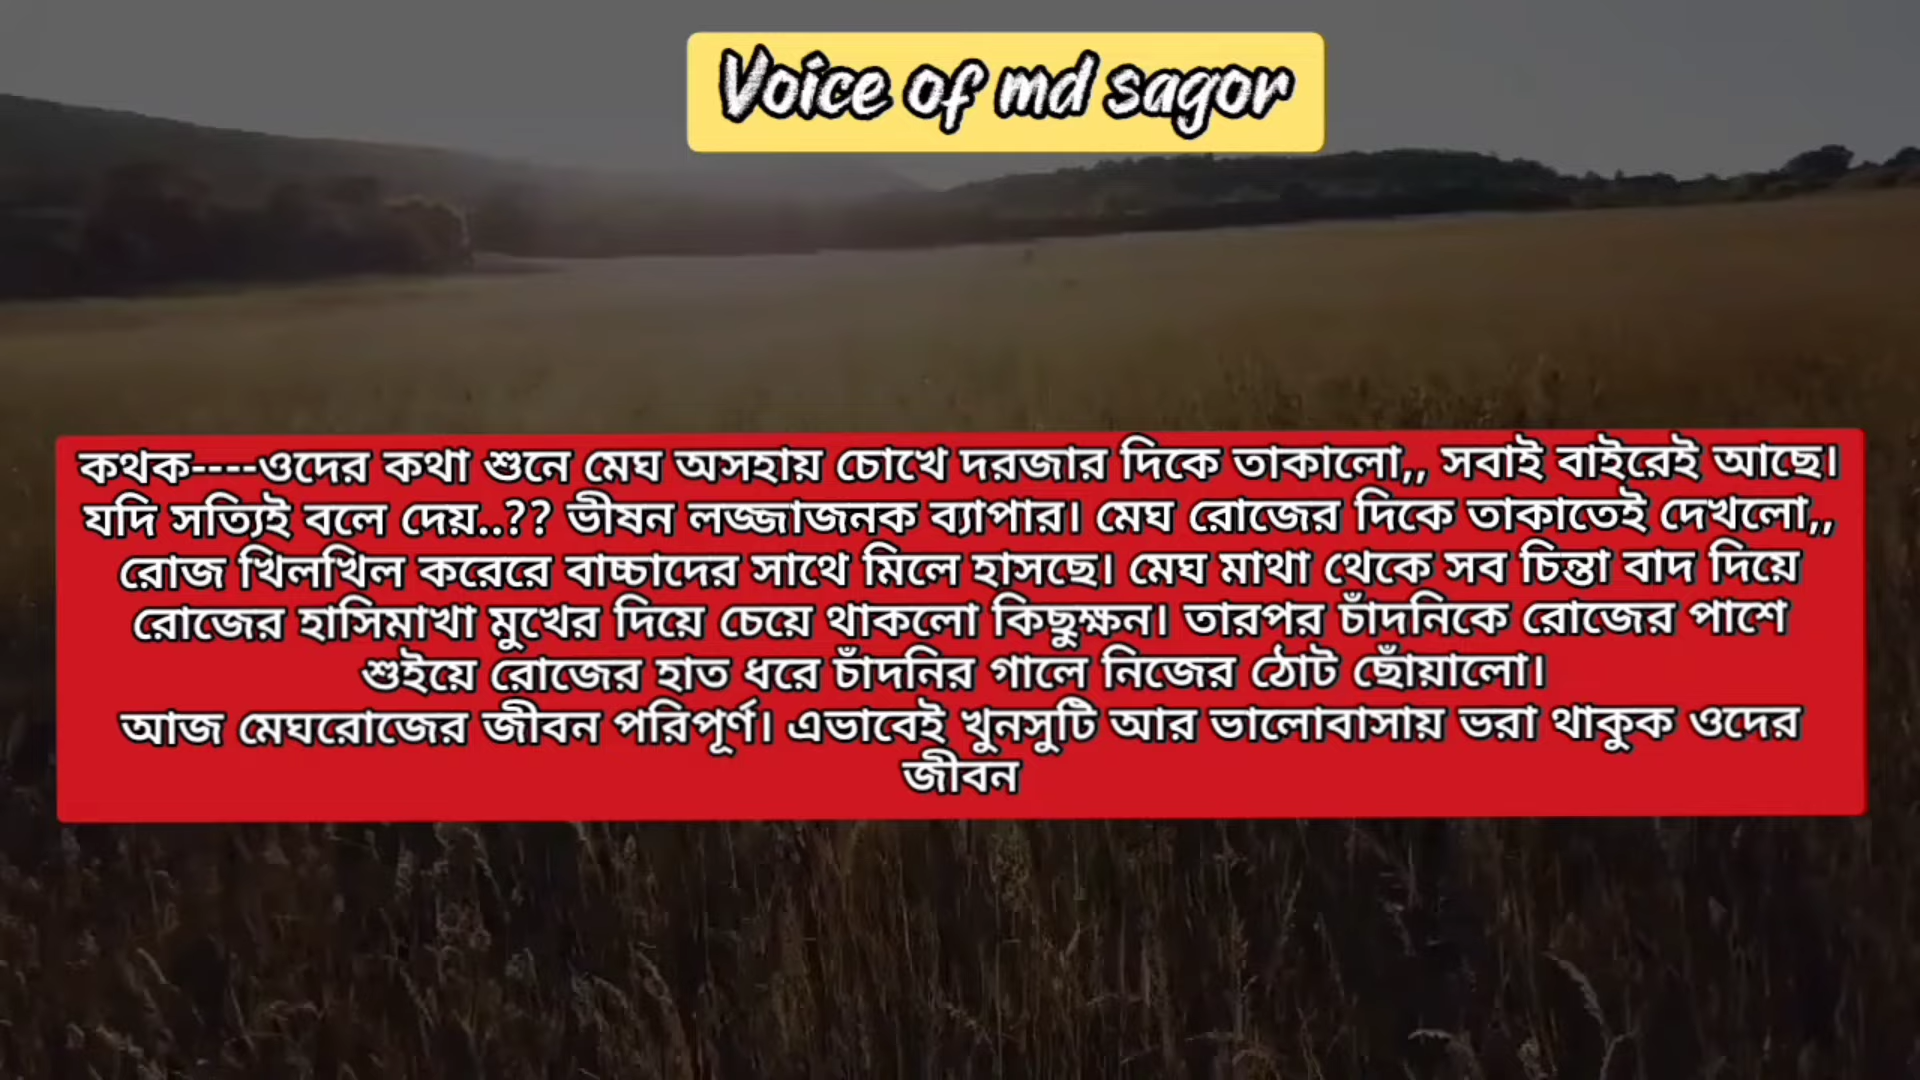 Voice of md sagor
কথক----ওদের কথা শুনে মেঘ অসহায় চোখে দরজার দিকে তাকালো,, সবাই বাইরেই আছে।
যদি সত্যিই বলে দেয়..?? ভীষন লজ্জাজনক ব্যাপার। মেঘ রোজের দিকে তাকাতেই দেখলো,,
রোজ খিলখিল করেরে বাচ্চাদের সাথে মিলে হাসছে। মেঘ মাথা থেকে সব চিন্তা বাদ দিয়ে
রোজের হাসিমাখা মুখের দিয়ে চেয়ে থাকলো কিছুক্ষন। তারপর চাঁদনিকে রোজের পাশে
শুইয়ে রোজের হাত ধরে চাঁদনির গালে নিজের ঠোট ছোঁয়ালো।
আজ মেঘরোজের জীবন পরিপূর্ণ। এভাবেই খুনসুটি আর ভালোবাসায় ভরা থাকুক ওদের
জীবন